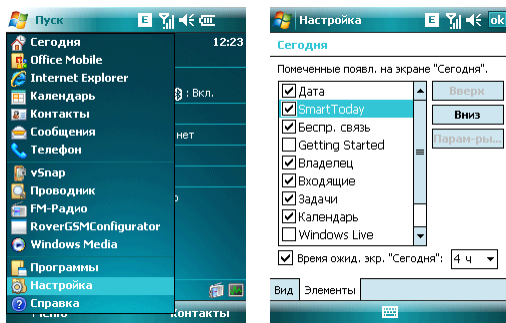 Пуск
E
Сегодня
12:23
Office Mobile
Internet Explorer
Календарь
: Вкл.
Контакты
Сообщения
нет
Телефон
vSnap
Проводник
FM-Радио
RoverGSMConfigurator
Windows Media
Программы
Настройка
Справка
Контакты
Настройка
E
ok
Сегодня
Помеченные появл. на экране "Сегодня".
Дата
SmartToday
Беспр. связь
Getting Started
Владелец
Входящие
Задачи
Календарь
Windows Live
Вверх
Вниз
Парам-ры...
Время ожид. экр. "Сегодня":
4 ч
Вид
Элементы